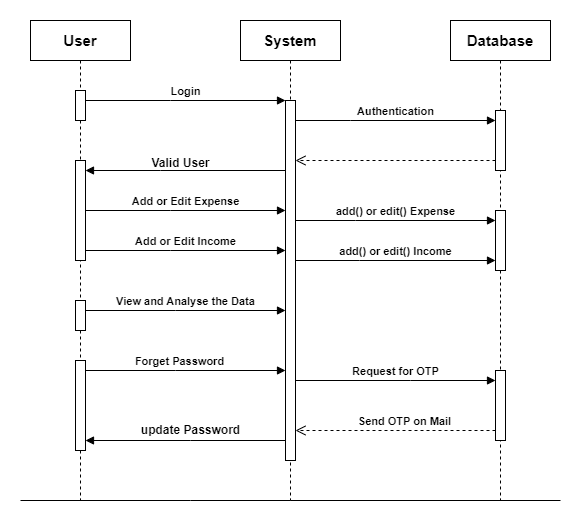 User
System
Database
Login
Authentication
Valid User
Add or Edit Expense
add() or edit() Expense
Add or Edit Income
add() or edit() Income
View and Analyse the Data
Forget Password
Request for OTP
Send OTP on Mail
update Password